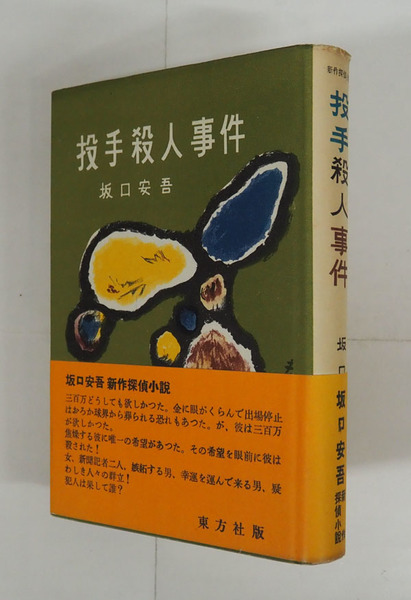 投手殺人事件
坂口安吾
坂口安吾 新作探偵小説
三百万どうしても欲しかつた。金に眼がくらんで出場停止
はおろか球界から葬られる恐れもあつた。が、彼は三百万
が欲しかつた。
焦燥する彼に唯一の希望があつた。その希望を眼前に彼は
殺された!
女、新聞記者二人、嫉妬する男、幸運を運んで来る男、疑
わしき人々の群立!
犯人は果して誰?
東方社版
新作探偵
投手殺人事件
坂口
坂口安吾
新作
探偵小説